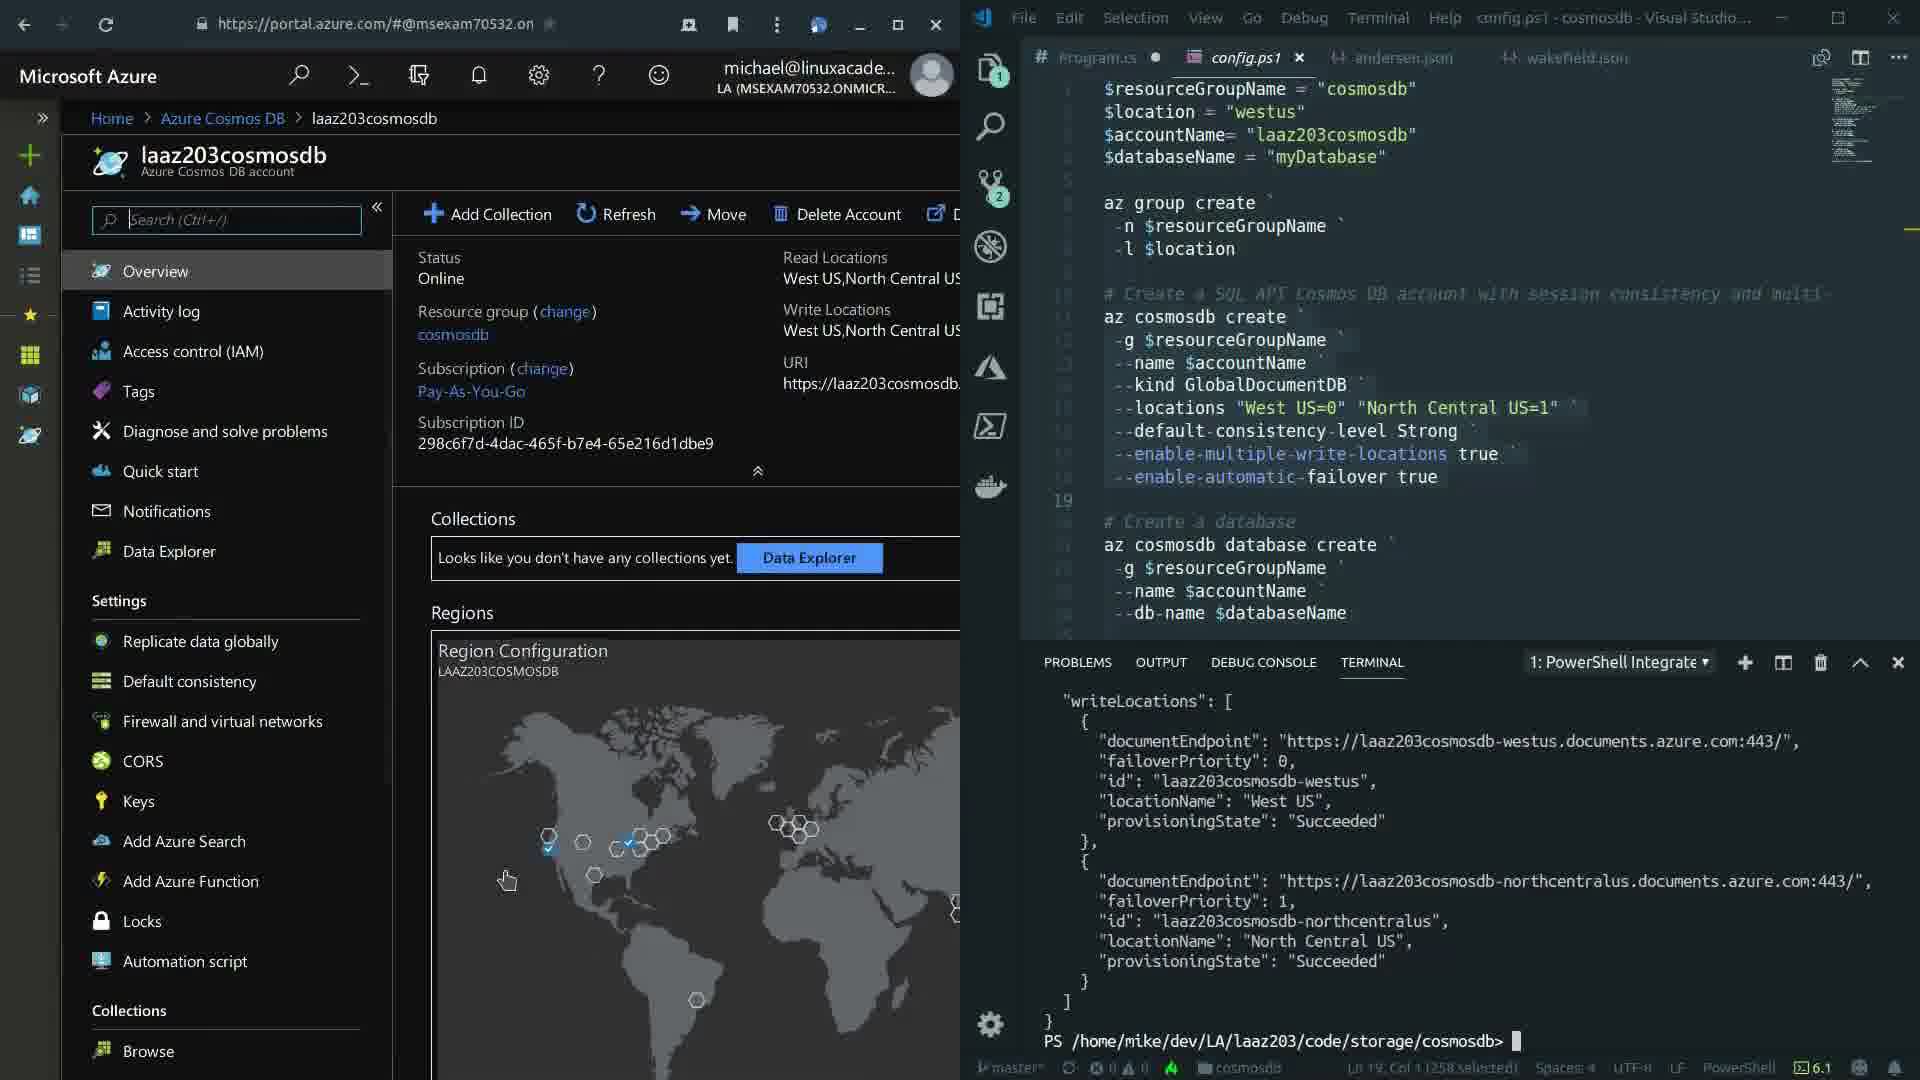 https://portal.azure.com/#@msexam70532.on
Microsoft Azure
michael@linuxacade...
LA (MSEXAM70532.ONMICR...
Home > Azure Cosmos DB > laaz203cosmosdb
laaz203cosmosdb
Azure Cosmos DB account
Search (Ctrl+/)
Overview
Activity log
Access control (IAM)
Tags
Diagnose and solve problems
Quick start
Notifications
Data Explorer
Settings
Replicate data globally
Default consistency
Firewall and virtual networks
CORS
Keys
Add Azure Search
Add Azure Function
Locks
Automation script
Collections
Browse
Add Collection Refresh Move Delete Account D
Status
Online
Resource group (change)
cosmosdb
Subscription (change)
Pay-As-You-Go
Subscription ID
298c6f7d-4dac-465f-b7e4-65e216d1dbe9
Read Locations
West US,North Central US
Write Locations
West US,North Central US
URI
https://laaz203cosmosdb.
Collections
Looks like you don't have any collections yet. Data Explorer
Regions
Region Configuration
LAAZ203COSMOSDB
File Edit Selection View Go Debug Terminal Help config.ps1 - cosmosdb - Visual Studio...
Program.cs config.ps1 andersen.json wakefield.json
$resourceGroupName = "cosmosdb"
$location = "westus"
$accountName= "laaz203cosmosdb"
$databaseName = "myDatabase"
az group create `
-n $resourceGroupName `
-l $location
# Create a SQL API Cosmos DB account with session consistency and multi-
az cosmosdb create `
-g $resourceGroupName `
--name $accountName `
--kind GlobalDocumentDB `
--locations "West US=0" "North Central US=1" `
--default-consistency-level Strong `
--enable-multiple-write-locations true `
--enable-automatic-failover true
19
# Create a database
az cosmosdb database create `
-g $resourceGroupName `
--name $accountName `
--db-name $databaseName
PROBLEMS OUTPUT DEBUG CONSOLE TERMINAL 1: PowerShell Integrate
"writeLocations": [
{
"documentEndpoint": "https://laaz203cosmosdb-westus.documents.azure.com:443/",
"failoverPriority": 0,
"id": "laaz203cosmosdb-westus",
"locationName": "West US",
"provisioningState": "Succeeded"
},
{
"documentEndpoint": "https://laaz203cosmosdb-northcentralus.documents.azure.com:443/",
"failoverPriority": 1,
"id": "laaz203cosmosdb-northcentralus",
"locationName": "North Central US",
"provisioningState": "Succeeded"
}
]
}
PS /home/mike/dev/LA/laaz203/code/storage/cosmosdb>
master* 0 0 cosmosdb Ln 19, Col 1 (258 selected) Spaces: 4 UTF-8 LF PowerShell 6.1